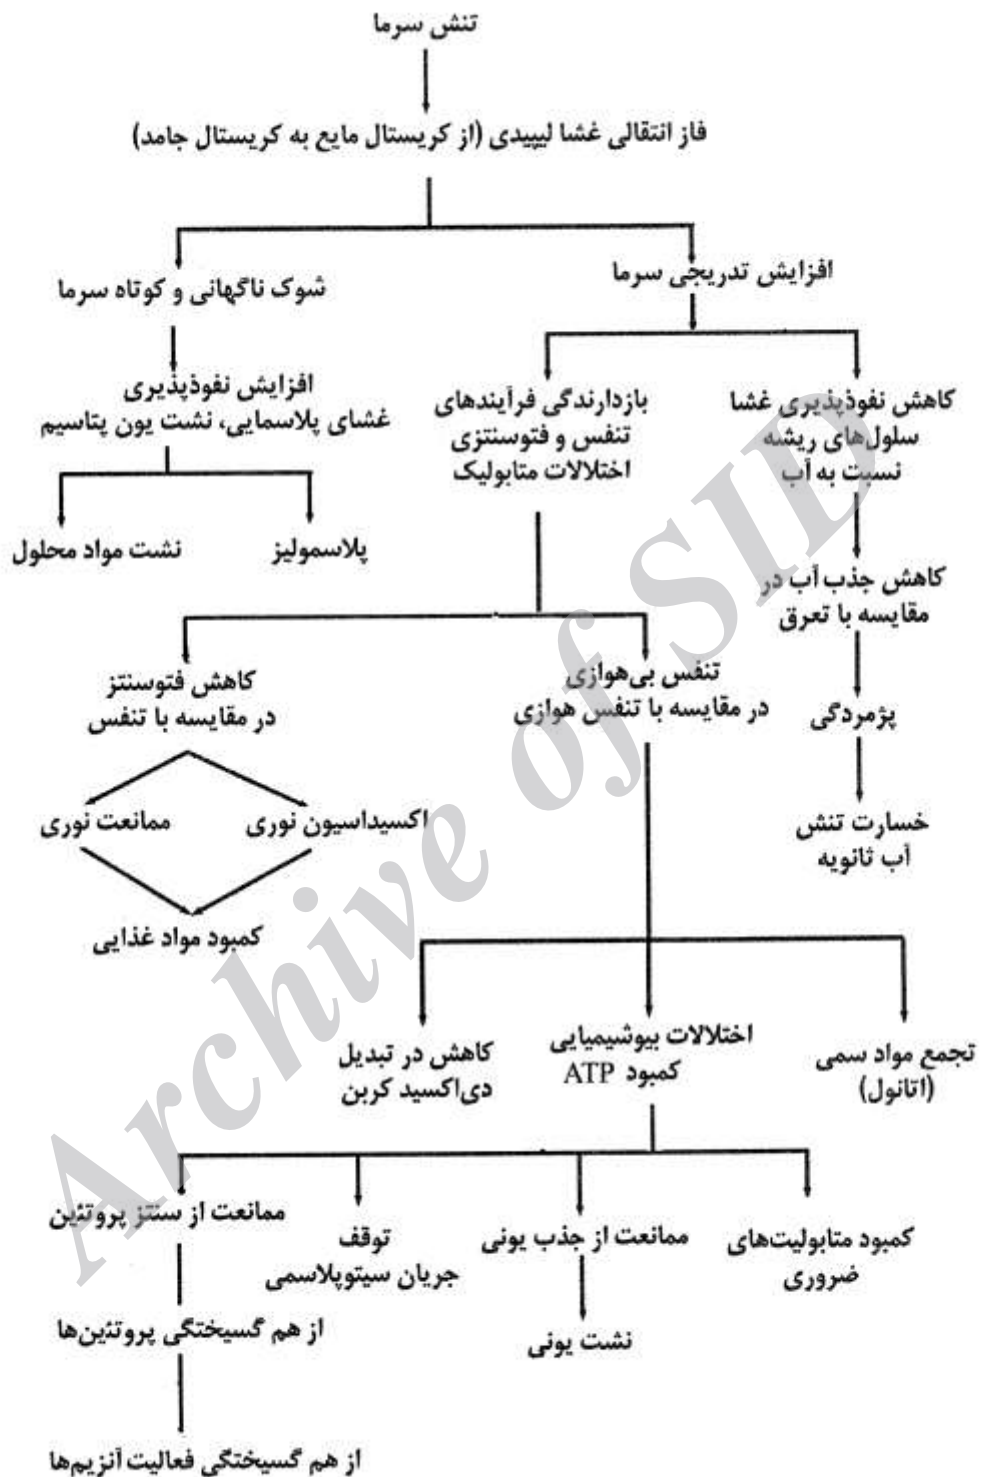 تنش سرما
فاز انتقالی غشا لیپیدی (از کریستال مایع به کریستال جامد)
افزایش تدریجی سرما
شوک ناگهانی و کوتاه سرما
کاهش نفوذپذیری غشا
سلول‌های ریشه
نسبت به آب
بازدارندگی فرآیندهای
تنفس و فتوسنتزی
اختلالات متابولیک
افزایش نفوذپذیری
غشای پلاسمایی، نشت یون پتاسیم
پلاسمولیز
نشت مواد محلول
کاهش جذب آب در
مقایسه با تعرق
تنفس بی‌هوازی
در مقایسه با تنفس هوازی
کاهش فتوسنتز
در مقایسه با تنفس
پژمردگی
خسارت تنش
آب ثانویه
اکسیداسیون نوری
ممانعت نوری
کمبود مواد غذایی
تجمع مواد سمی
(اتانول)
اختلالات بیوشیمیایی
کمبود ATP
کاهش در تبدیل
دی‌اکسید کربن
کمبود متابولیت‌های
ضروری
ممانعت از جذب یونی
توقف
جریان سیتوپلاسمی
ممانعت از سنتز پروتئین
نشت یونی
از هم گسیختگی پروتئین‌ها
از هم گسیختگی فعالیت آنزیم‌ها
Archive of SID